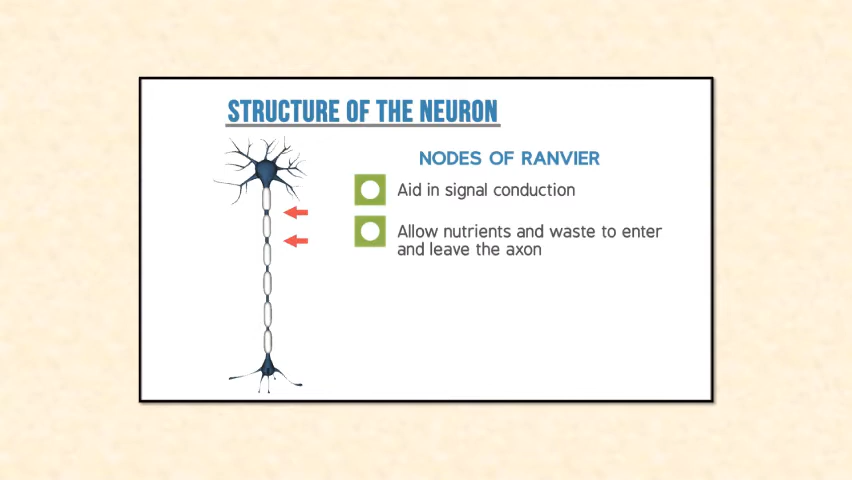 STRUCTURE OF THE NEURON
NODES OF RANVIER
Aid in signal conduction
Allow nutrients and waste to enter
and leave the axon